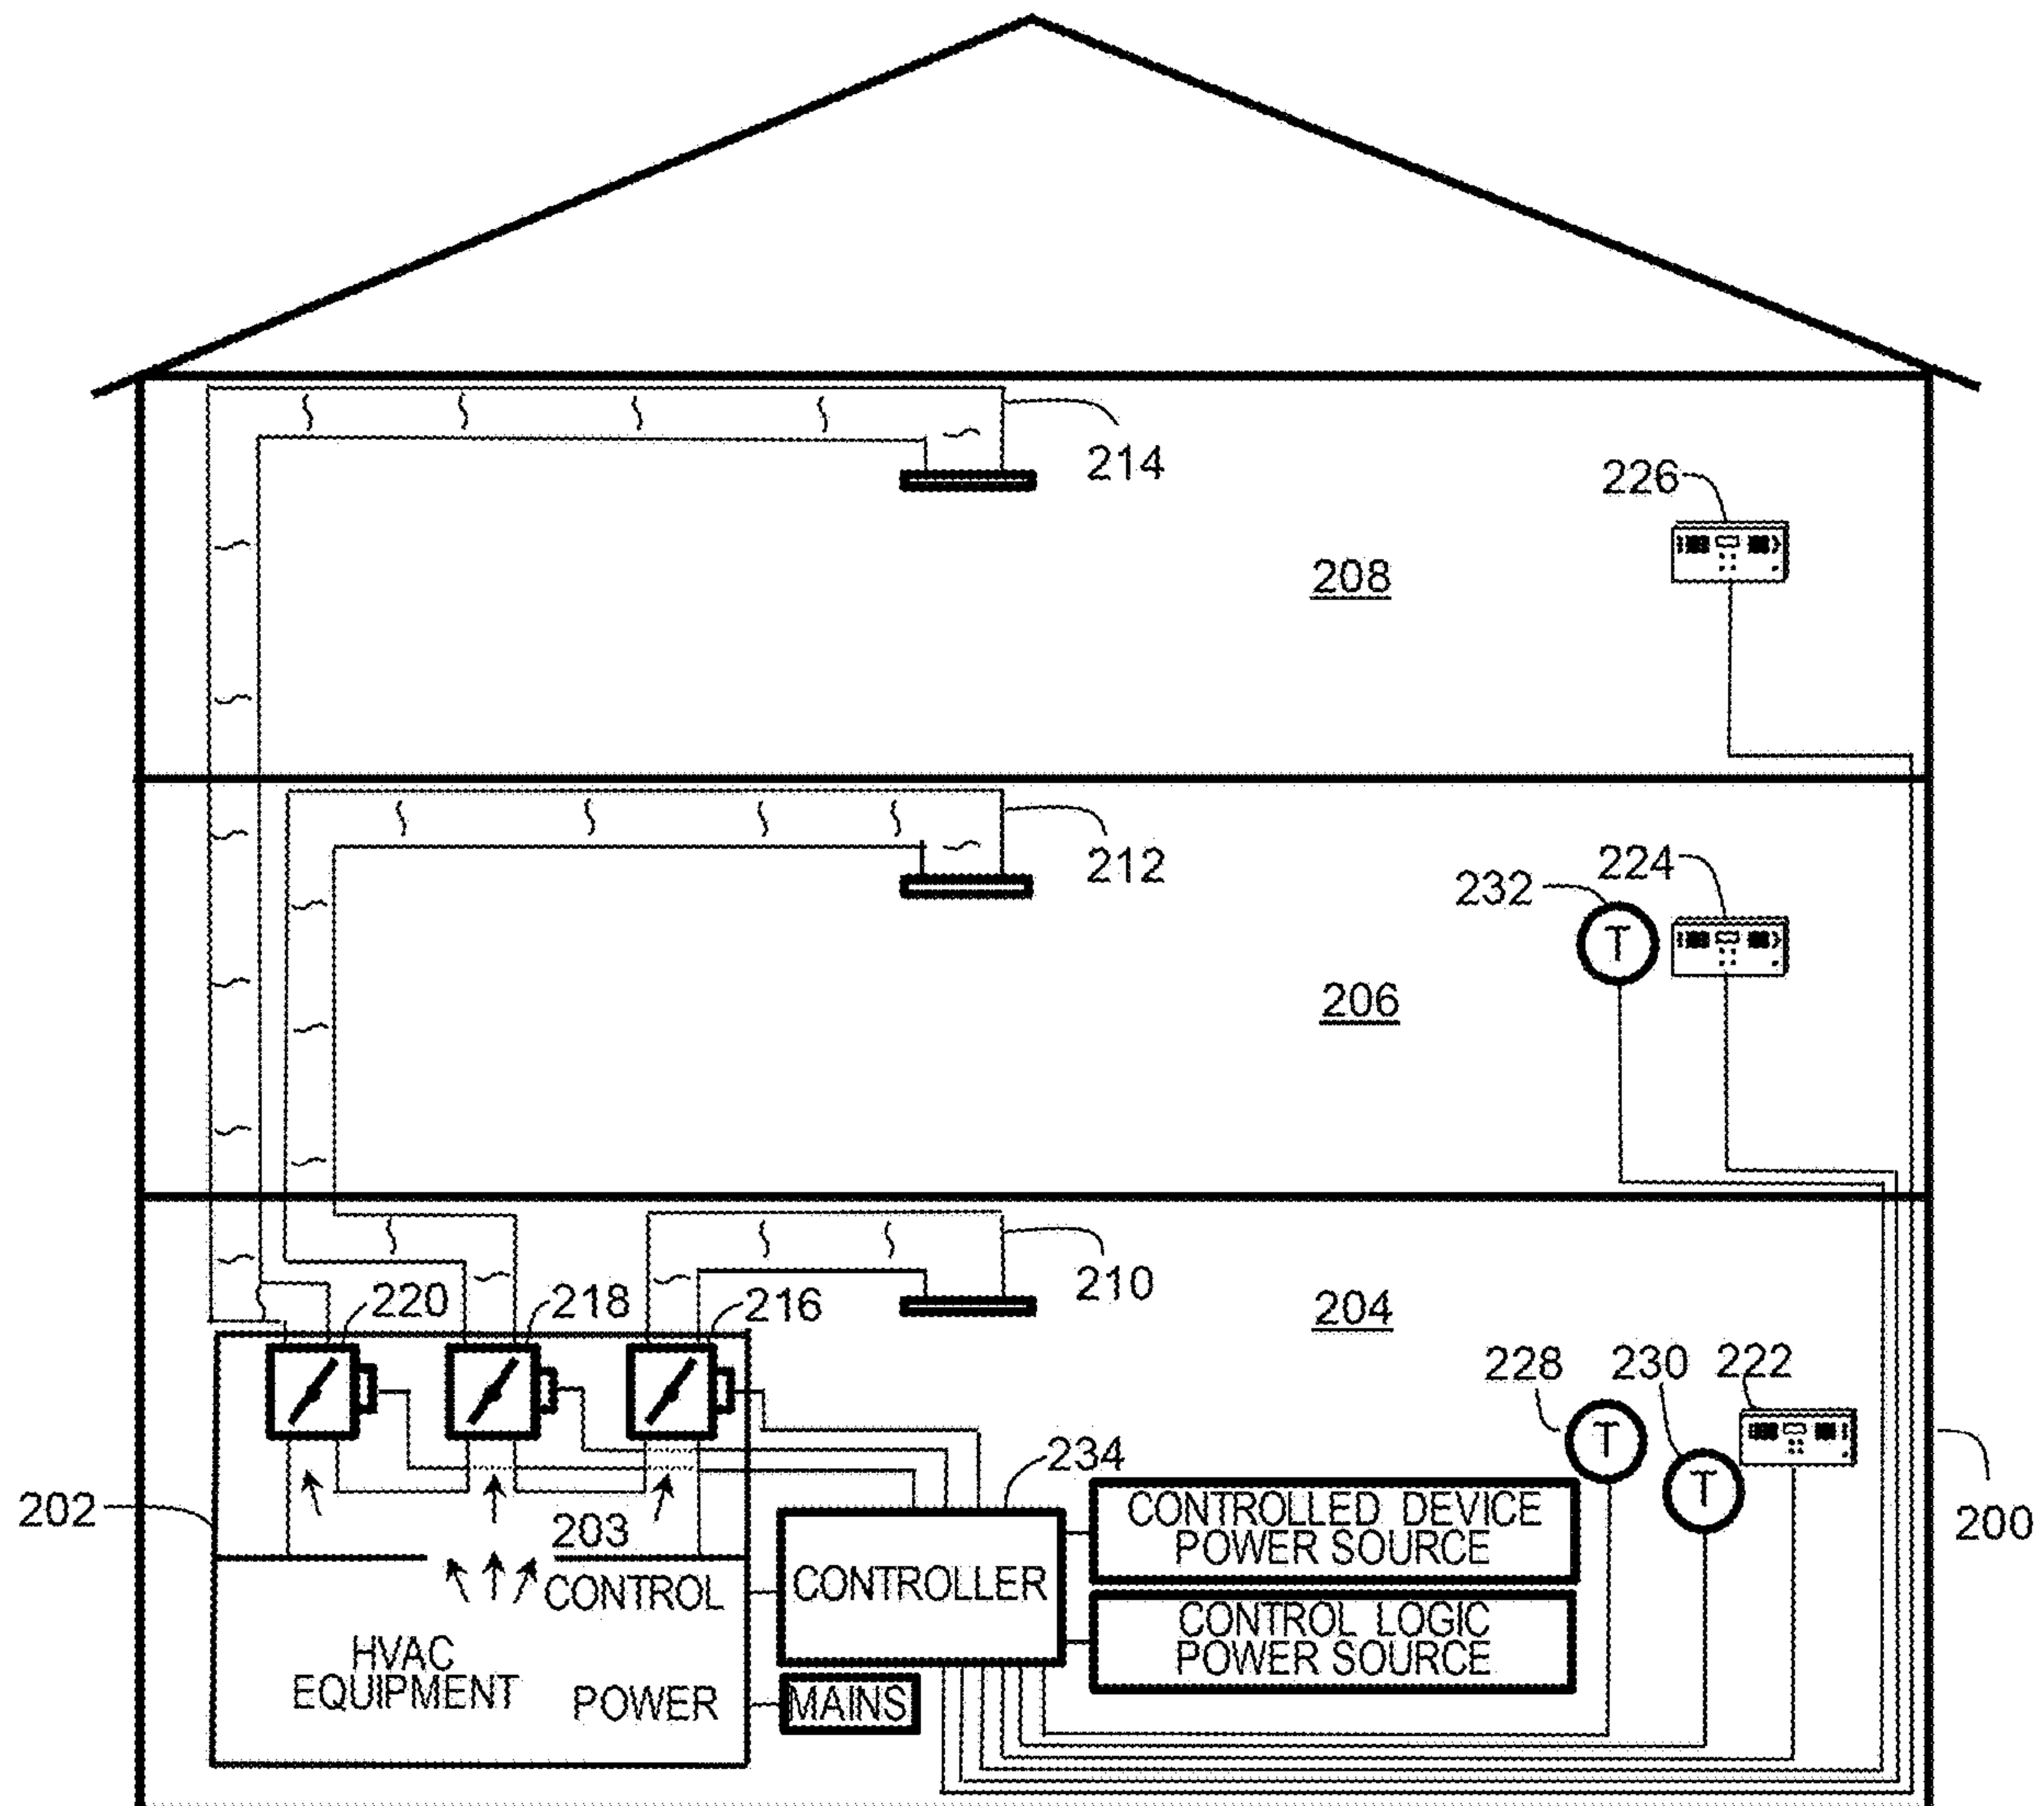 214
226
208
212
224
232
206
210
220
218
216
204
228
230
222
234
202
203
200
CONTROLLED DEVICE
POWER SOURCE
CONTROL
CONTROLLER
CONTROL LOGIC
POWER SOURCE
HVAC
EQUIPMENT
POWER
MAINS
T
T
T